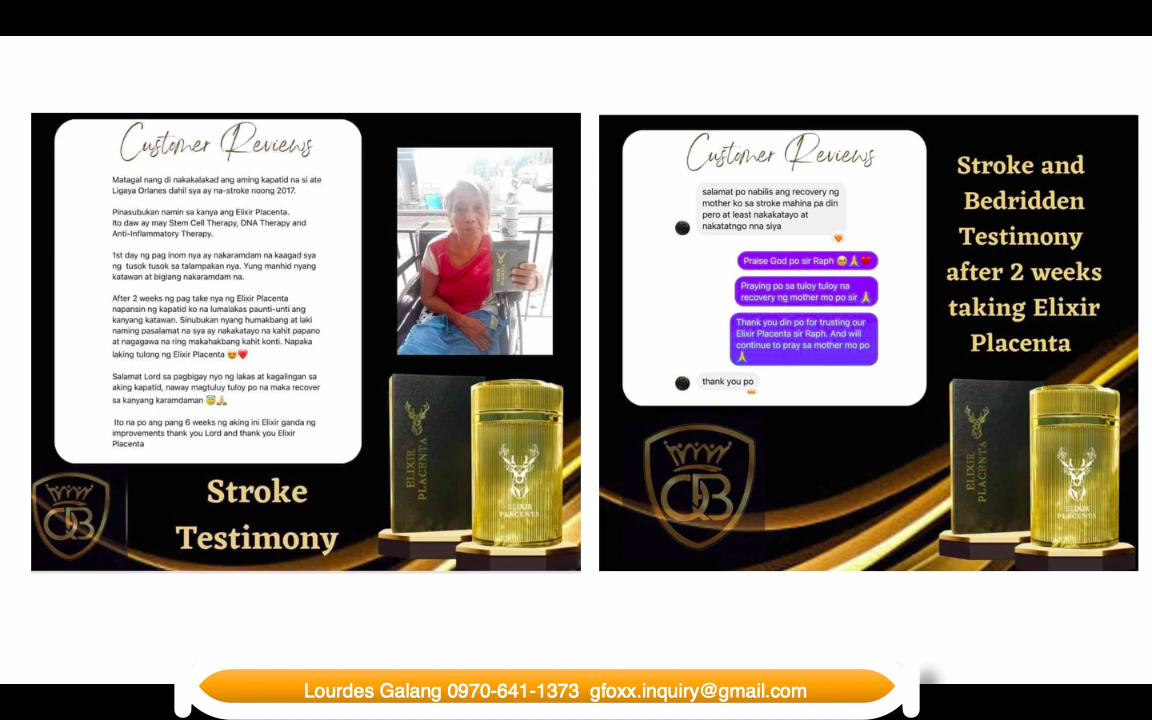 Customer Reviews
Matagal nang di nakakalakad ang aming kapatid na si ate
Ligaya Orlanes dahil sya ay na-stroke noong 2017.
Pinasubukan namin sa kanya ang Elixir Placenta.
Ito daw ay may Stem Cell Therapy, DNA Therapy and
Anti-Inflammatory Therapy.
1st day ng pag inom nya ay nakaramdam na kaagad sya
ng tusok tusok sa talampakan nya. Yung manhid nyang
katawan at bigiang nakaramdam na.
After 2 weeks ng pag take nya ng Elixir Placenta
napansin ng kapatid ko na lumalakas paunti-unti ang
kanyang katawan. Sinubukan nyang humakbang at laki
naming pasalamat na sya ay nakakatayo na kahit papano
at nagagawa na ring makahakbang kahit konti. Napaka
laking tulong ng Elixir Placenta 😍❤️
Salamat Lord sa pagbigay nyo ng lakas at kagalingan sa
aking kapatid, naway magtuluy tuloy po na maka recover
sa kanyang karamdaman 😇🙏
Ito na po ang pang 6 weeks ng aking ini Elixir ganda ng
improvements thank you Lord and thank you Elixir
Placenta
ELIXIR
PLACENTA
ELIXIR
PLACENTA
QB
Stroke
Testimony
Customer Reviews
salamat po nabilis ang recovery ng
mother ko sa stroke mahina pa din
pero at least nakakatayo at
nakatatngo nna siya
Praise God po sir Raph 🥹🙏❤️
Praying po sa tuloy tuloy na
recovery ng mother mo po sir 🙏
Thank you din po for trusting our
Elixir Placenta sir Raph. And will
continue to pray sa mother mo po
🙏
thank you po
Stroke and
Bedridden
Testimony
after 2 weeks
taking Elixir
Placenta
QB
ELIXIR
PLACENTA
ELIXIR
PLACENTA
Lourdes Galang 0970-641-1373 gfoxx.inquiry@gmail.com